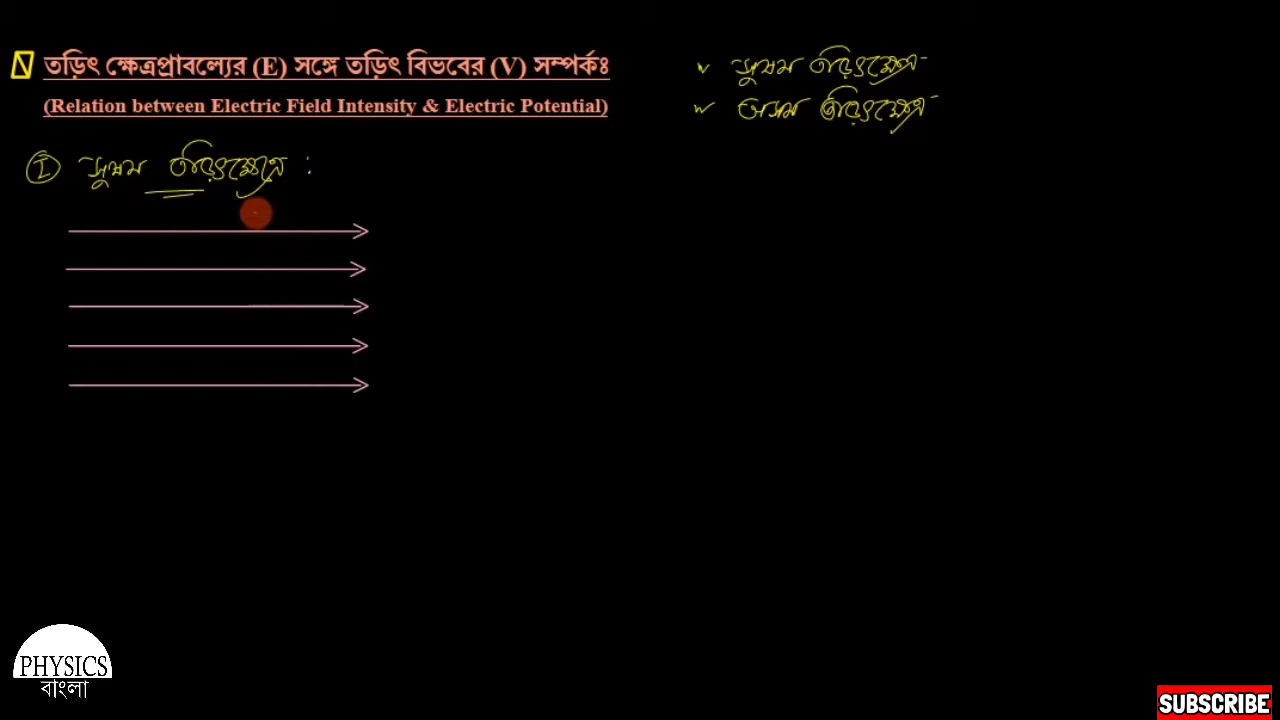 তড়িৎ ক্ষেত্রপ্রাবল্যের (E) সঙ্গে তড়িৎ বিভবের (V) সম্পর্কঃ
(Relation between Electric Field Intensity & Electric Potential)
সুষম তড়িৎক্ষেত্র
অসম তড়িৎক্ষেত্র
I সুষম তড়িৎক্ষেত্রে :
PHYSICS
বাংলা
SUBSCRIBE